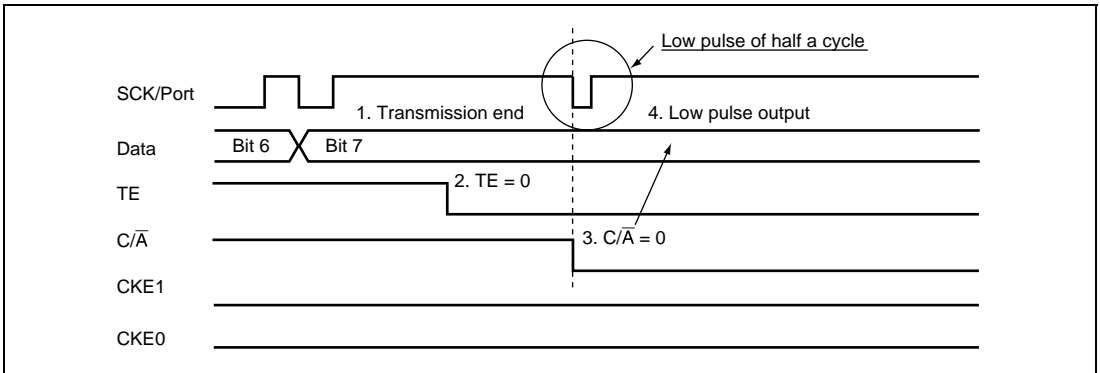 Low pulse of half a cycle
SCK/Port
1. Transmission end
4. Low pulse output
Data
Bit 6
Bit 7
TE
2. TE = 0
C/A̅
3. C/A̅ = 0
CKE1
CKE0